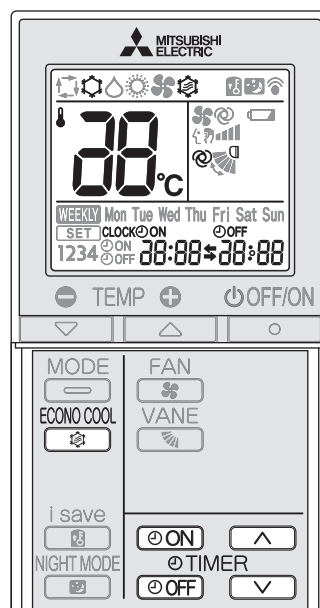 MITSUBISHI
ELECTRIC
88°C
WEEKLY Mon Tue Wed Thu Fri Sat Sun
SET CLOCK ON OFF
1234 ON OFF 88:88 88:88
TEMP OFF/ON
MODE FAN
ECONO COOL VANE
i save
ON
NIGHT MODE TIMER
OFF